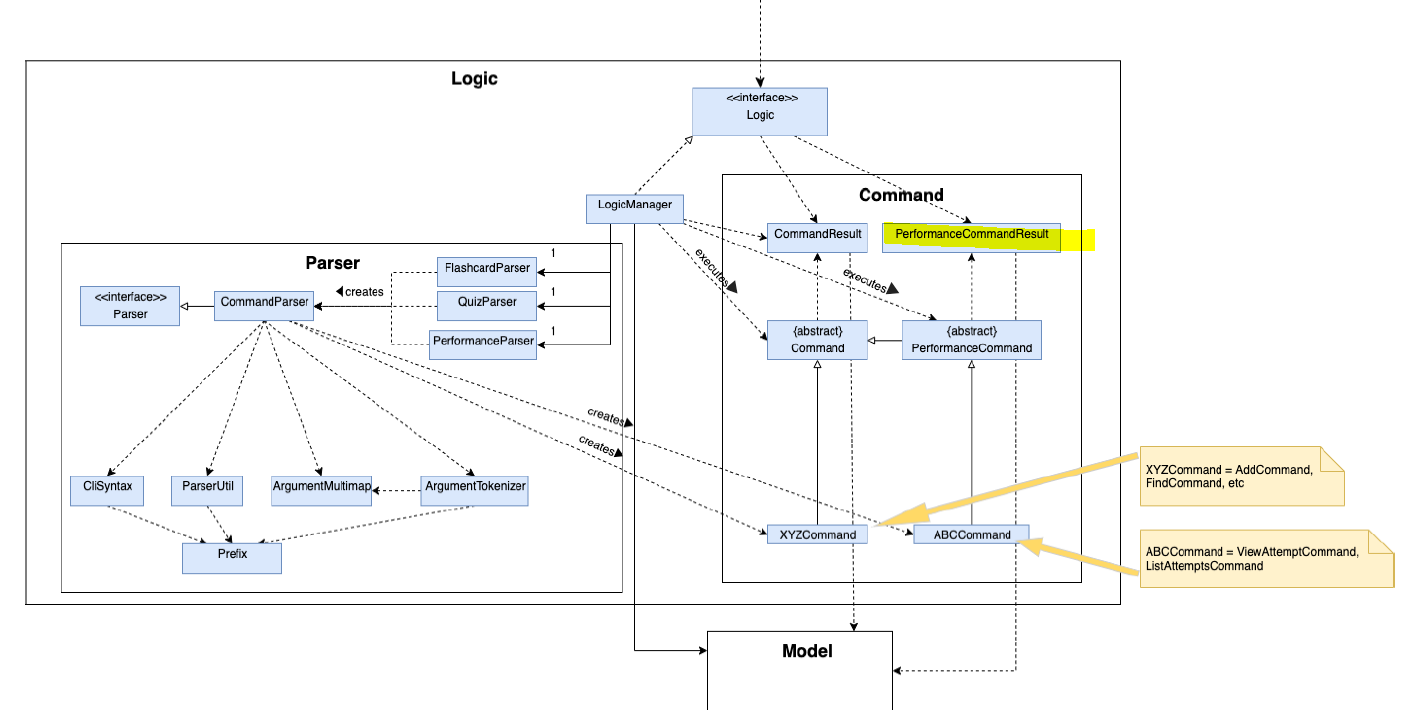 Logic
<<interface>>
Logic
LogicManager
Command
CommandResult
PerformanceCommandResult
executes
executes
Parser
<<interface>>
Parser
CommandParser
creates
FlashcardParser
1
QuizParser
1
PerformanceParser
1
{abstract}
Command
{abstract}
PerformanceCommand
creates
creates
CliSyntax
ParserUtil
ArgumentMultimap
ArgumentTokenizer
Prefix
XYZCommand
ABCCommand
XYZCommand = AddCommand,
FindCommand, etc
ABCCommand = ViewAttemptCommand,
ListAttemptsCommand
Model